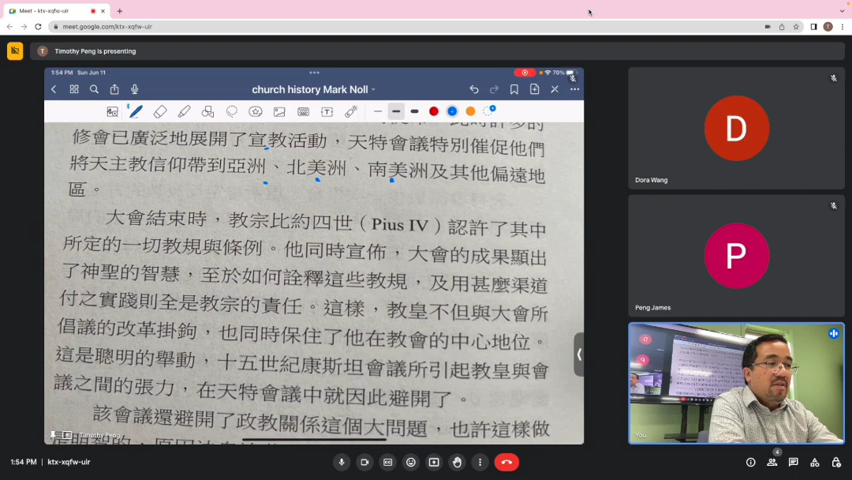 Meet - ktx-xqfw-uir
meet.google.com/ktx-xqfw-uir
Timothy Peng is presenting
1:54 PM Sun Jun 11
70%
church history Mark Noll
修會已廣泛地展開了宣教活動，天特會議特別催促他們
將天主教信仰帶到亞洲、北美洲、南美洲及其他偏遠地
區。
大會結束時，教宗比約四世（Pius IV）認許了其中
所定的一切教規與條例。他同時宣佈，大會的成果顯出
了神聖的智慧，至於如何詮釋這些教規，及用甚麼渠道
付之實踐則全是教宗的責任。這樣，教皇不但與大會所
倡議的改革掛鉤，也同時保住了他在教會的中心地位。
這是聰明的舉動，十五世紀康斯坦會議所引起教皇與會
議之間的張力，在天特會議中就因此避開了。
該會議還避開了政教關係這個大問題，也許這樣做
D
Dora Wang
P
Peng James
You
1:54 PM
ktx-xqfw-uir
4